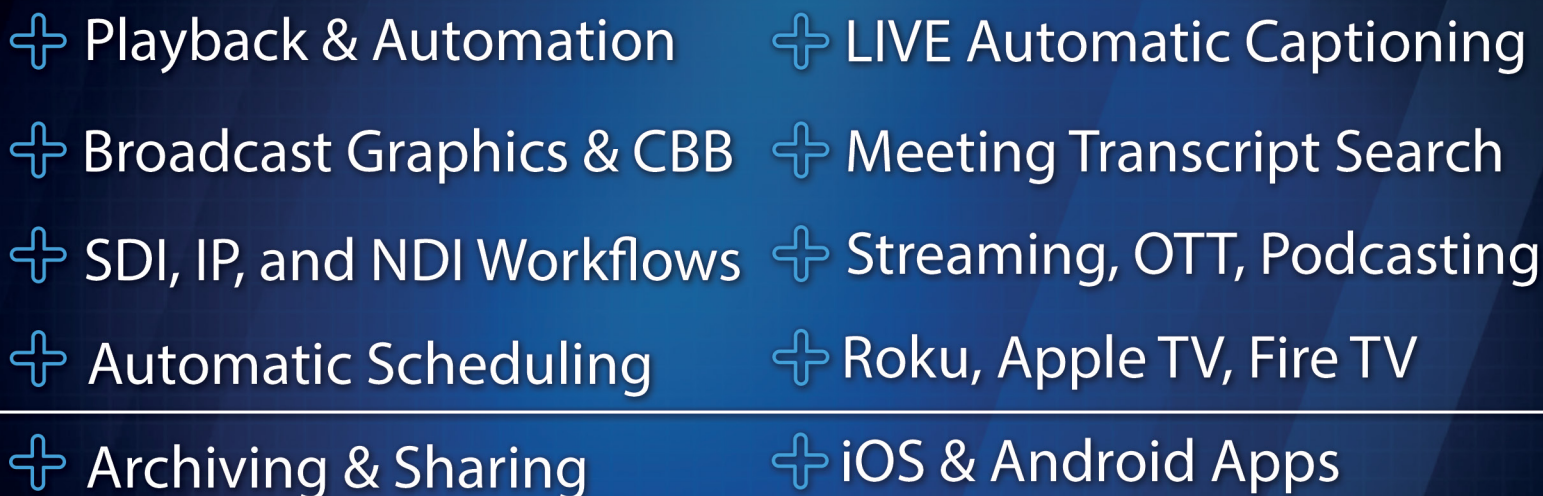 Playback & Automation
Broadcast Graphics & CBB
SDI, IP, and NDI Workflows
Automatic Scheduling
Archiving & Sharing
LIVE Automatic Captioning
Meeting Transcript Search
Streaming, OTT, Podcasting
Roku, Apple TV, Fire TV
iOS & Android Apps